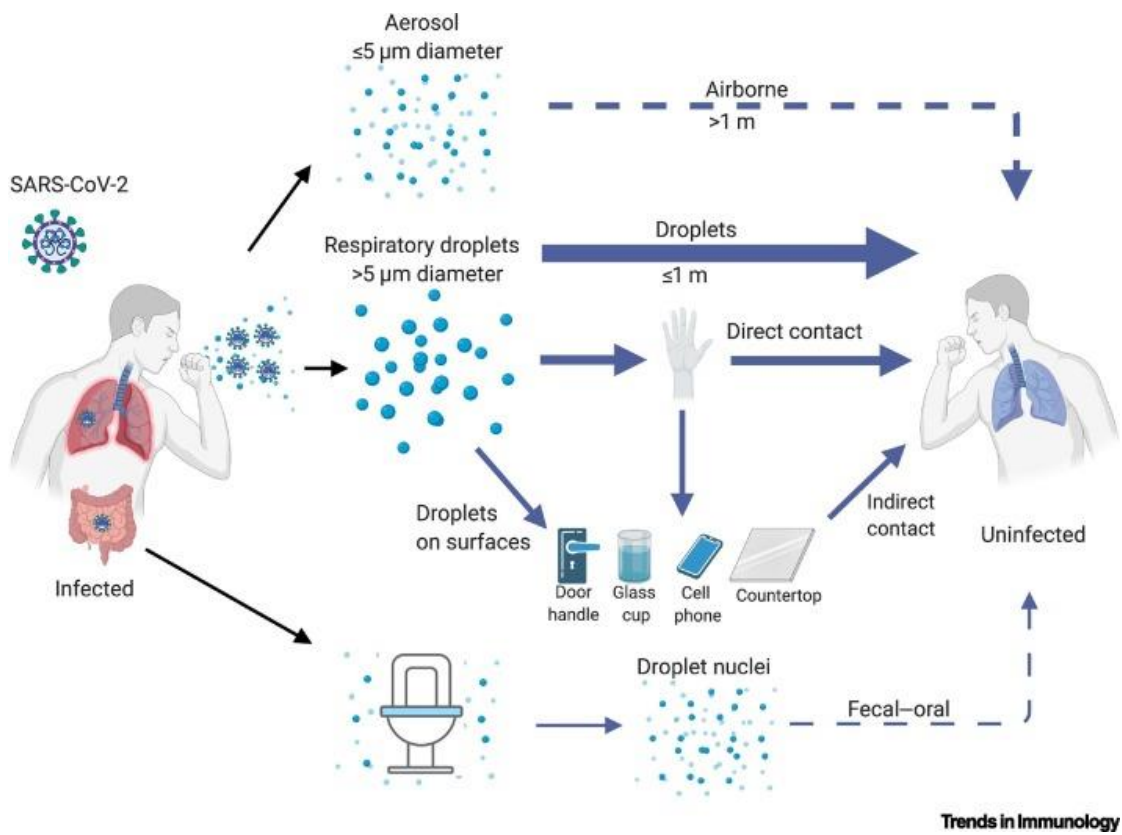 Aerosol
≤5 µm diameter
Airborne
>1 m
SARS-CoV-2
Respiratory droplets
>5 µm diameter
Droplets
≤1 m
Direct contact
Droplets
on surfaces
Indirect
contact
Uninfected
Infected
Door
handle
Glass
cup
Cell
phone
Countertop
Droplet nuclei
Fecal–oral
Trends in Immunology